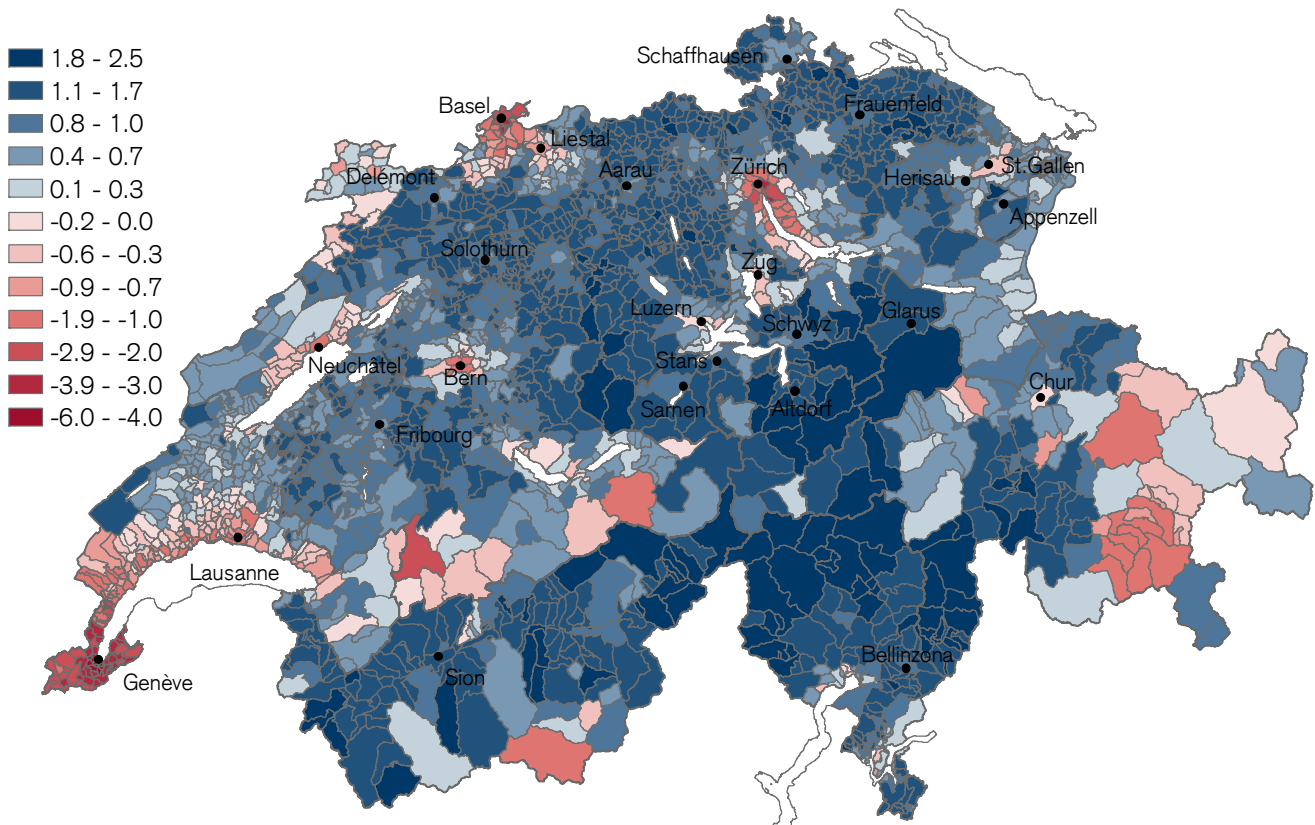 1.8 - 2.5
1.1 - 1.7
0.8 - 1.0
0.4 - 0.7
0.1 - 0.3
-0.2 - 0.0
-0.6 - -0.3
-0.9 - -0.7
-1.9 - -1.0
-2.9 - -2.0
-3.9 - -3.0
-6.0 - -4.0
Schaffhausen
Basel
Frauenfeld
Liestal
Delémont
Aarau
Zürich
Herisau
St.Gallen
Appenzell
Solothurn
Zug
Luzern
Schwyz
Glarus
Neuchâtel
Bern
Stans
Chur
Sarnen
Altdorf
Fribourg
Lausanne
Bellinzona
Genève
Sion